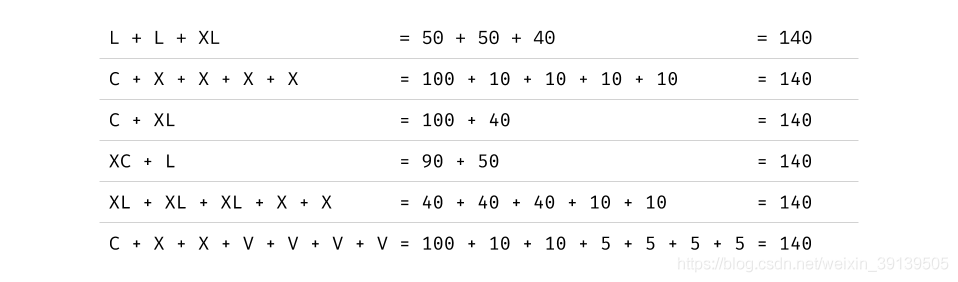 L + L + XL = 50 + 50 + 40 = 140
C + X + X + X + X = 100 + 10 + 10 + 10 + 10 = 140
C + XL = 100 + 40 = 140
XC + L = 90 + 50 = 140
XL + XL + XL + X + X = 40 + 40 + 40 + 10 + 10 = 140
C + X + X + V + V + V + V = 100 + 10 + 10 + 5 + 5 + 5 + 5 = 140
https://blog.csdn.net/weixin_39139505